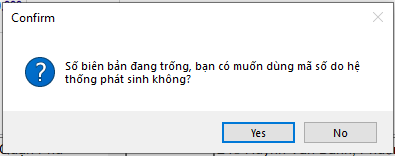 Confirm
Số biên bản đang trống, bạn có muốn dùng mã số do hệ
thống phát sinh không?
Yes
No